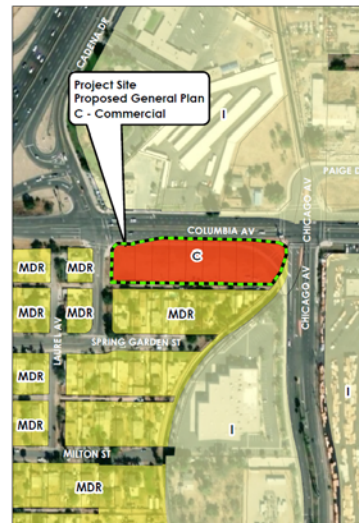 CADENA DR
Project Site
Proposed General Plan
C - Commercial
I
PAIGE D
COLUMBIA AV
CHICAGO AV
C
MDR
MDR
MDR
MDR
MDR
LAUREL AV
CHICAGO AV
SPRING GARDEN ST
MDR
MDR
MDR
I
MILTON ST
MDR